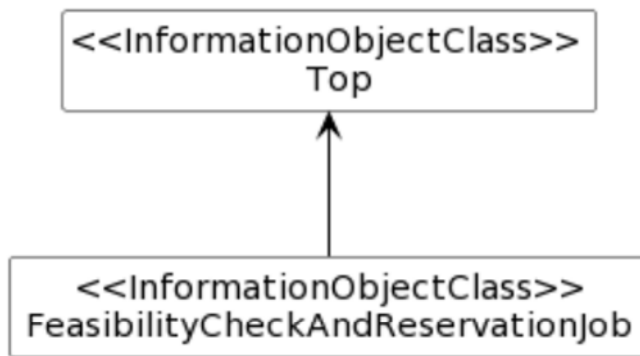 <<InformationObjectClass>>
Top
<<InformationObjectClass>>
FeasibilityCheckAndReservationJob